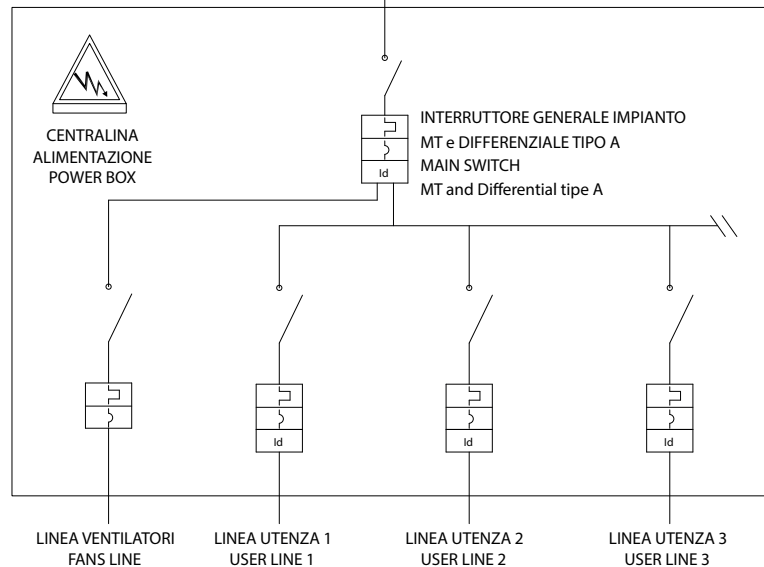 CENTRALINA
ALIMENTAZIONE
POWER BOX
INTERRUTTORE GENERALE IMPIANTO
MT e DIFFERENZIALE TIPO A
MAIN SWITCH
MT and Differential tipe A
Id
Id
Id
Id
LINEA VENTILATORI
FANS LINE
LINEA UTENZA 1
USER LINE 1
LINEA UTENZA 2
USER LINE 2
LINEA UTENZA 3
USER LINE 3